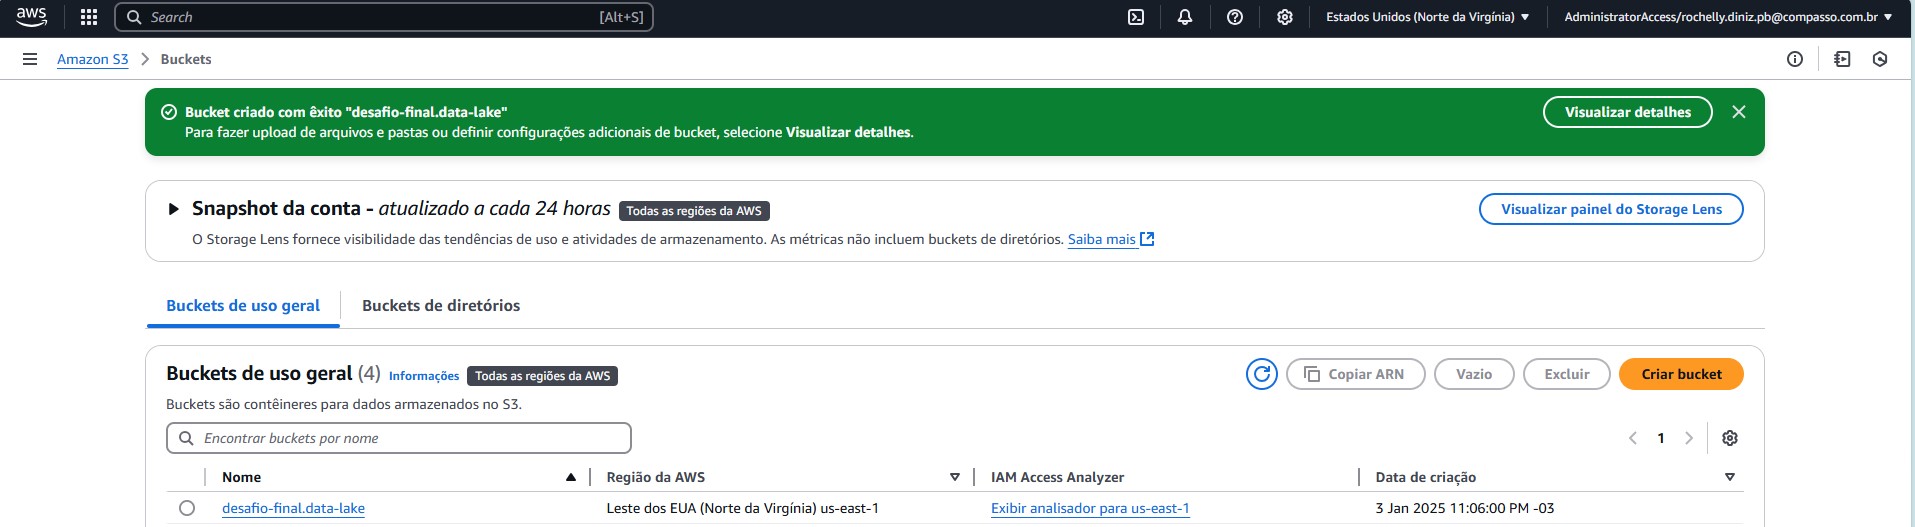 aws Search [Alt+S] Estados Unidos (Norte da Virgínia) ▼ AdministratorAccess/rochelly.diniz.pb@compasso.com.br ▼
Amazon S3 > Buckets
Bucket criado com êxito "desafio-final.data-lake"
Para fazer upload de arquivos e pastas ou definir configurações adicionais de bucket, selecione Visualizar detalhes.
Visualizar detalhes
Snapshot da conta - atualizado a cada 24 horas Todas as regiões da AWS
Visualizar painel do Storage Lens
O Storage Lens fornece visibilidade das tendências de uso e atividades de armazenamento. As métricas não incluem buckets de diretórios. Saiba mais
Buckets de uso geral Buckets de diretórios
Buckets de uso geral (4) Informações Todas as regiões da AWS
Copiar ARN Vazio Excluir Criar bucket
Buckets são contêineres para dados armazenados no S3.
Encontrar buckets por nome
< 1 >
Nome Região da AWS IAM Access Analyzer Data de criação
desafio-final.data-lake Leste dos EUA (Norte da Virgínia) us-east-1 Exibir analisador para us-east-1 3 Jan 2025 11:06:00 PM -03